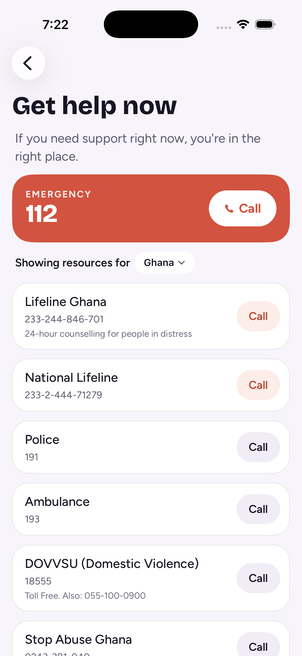 7:22
Get help now
If you need support right now, you're in the
right place.
EMERGENCY
112
Call
Showing resources for
Ghana
Lifeline Ghana
233-244-846-701
24-hour counselling for people in distress
Call
National Lifeline
233-2-444-71279
Call
Police
191
Call
Ambulance
193
Call
DOVVSU (Domestic Violence)
18555
Toll Free. Also: 055-100-0900
Call
Stop Abuse Ghana
Call